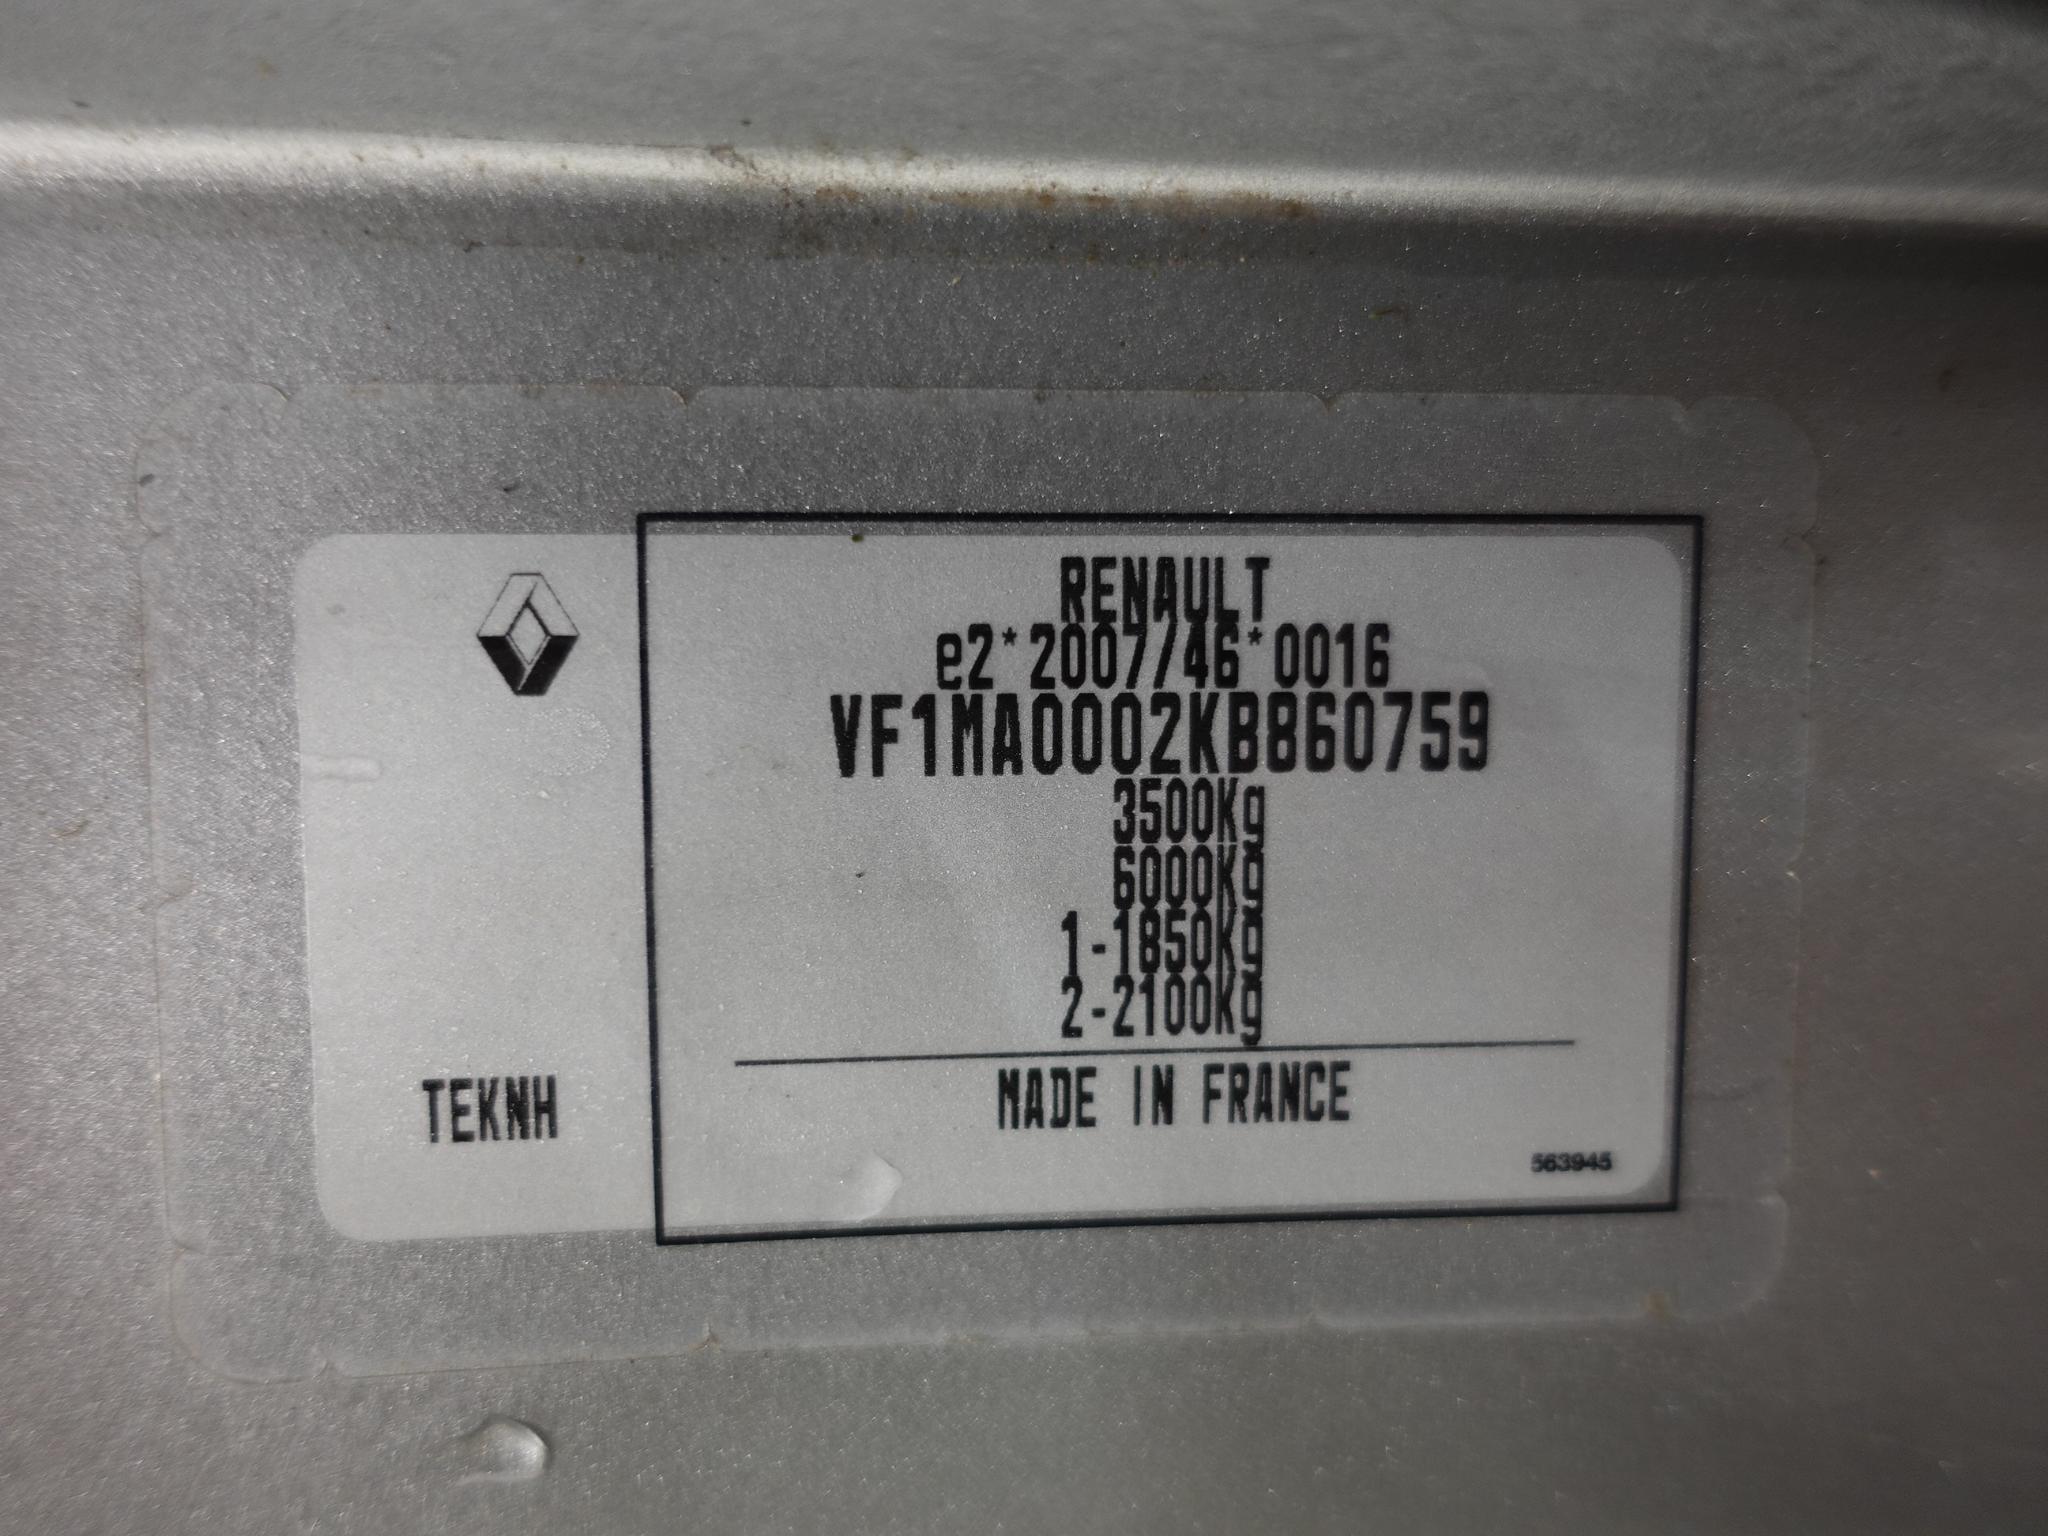 RENAULT
e2*2007/46*0016
VF1MA0002KB860759
3500Kg
6000Kg
1-1850Kg
2-2100Kg
TEKNH
MADE IN FRANCE
563945